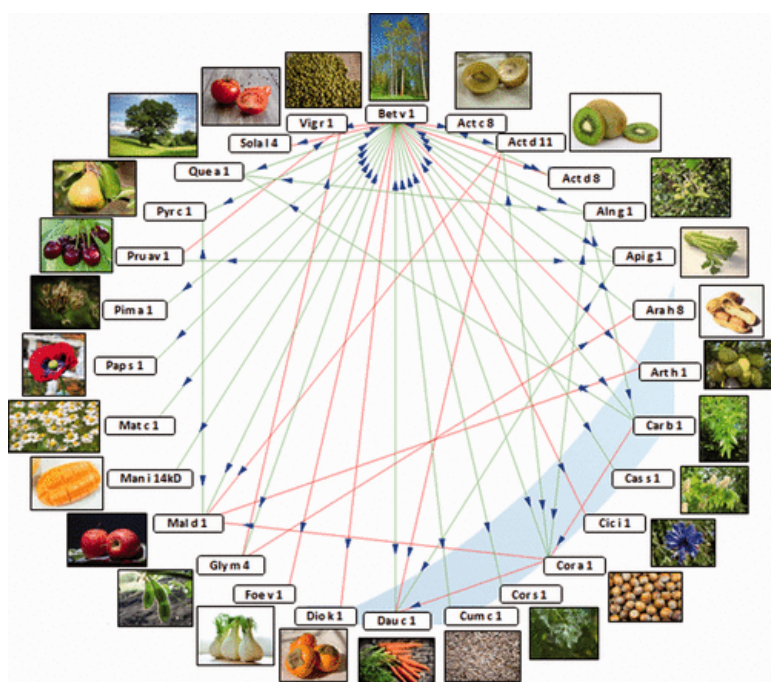 Bet v 1
Act c 8
Act d 11
Act d 8
Aln g 1
Api g 1
Ara h 8
Art h 1
Car b 1
Cas s 1
Cic i 1
Cor a 1
Cor s 1
Cum c 1
Dau c 1
Dio k 1
Foe v 1
Gly m 4
Mal d 1
Man i 14kD
Mat c 1
Pap s 1
Pim a 1
Pru av 1
Pyr c 1
Que a 1
Sola l 4
Vig r 1